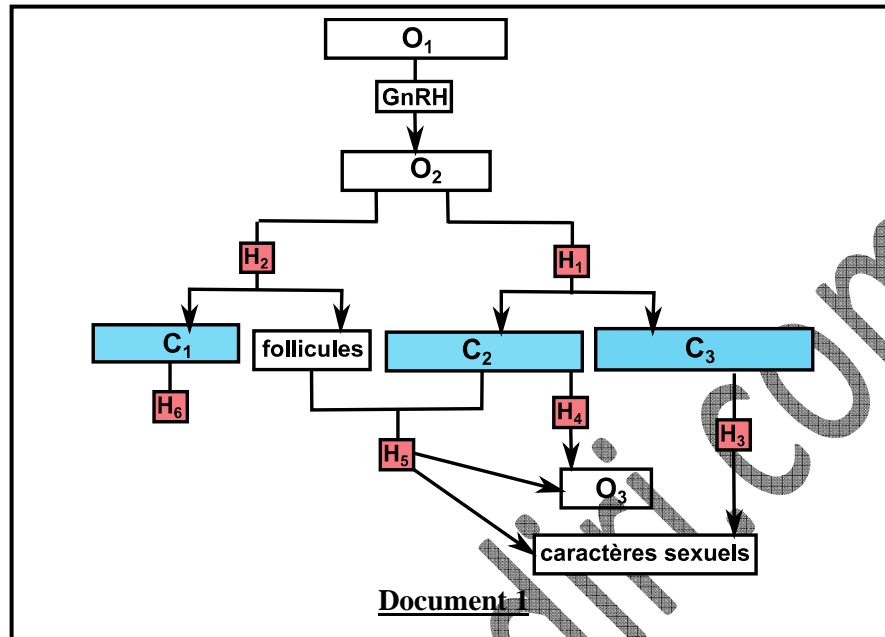 O₁
GnRH
O₂
H₂
H₁
C₁
follicules
C₂
C₃
H₆
H₄
H₃
H₅
O₃
caractères sexuels
Document 1